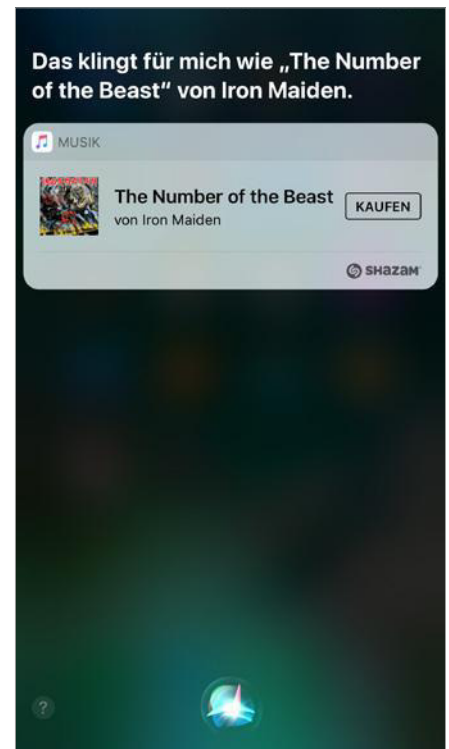 Das klingt für mich wie „The Number
of the Beast" von Iron Maiden.
MUSIK
The Number of the Beast
von Iron Maiden
KAUFEN
SHAZAM
?